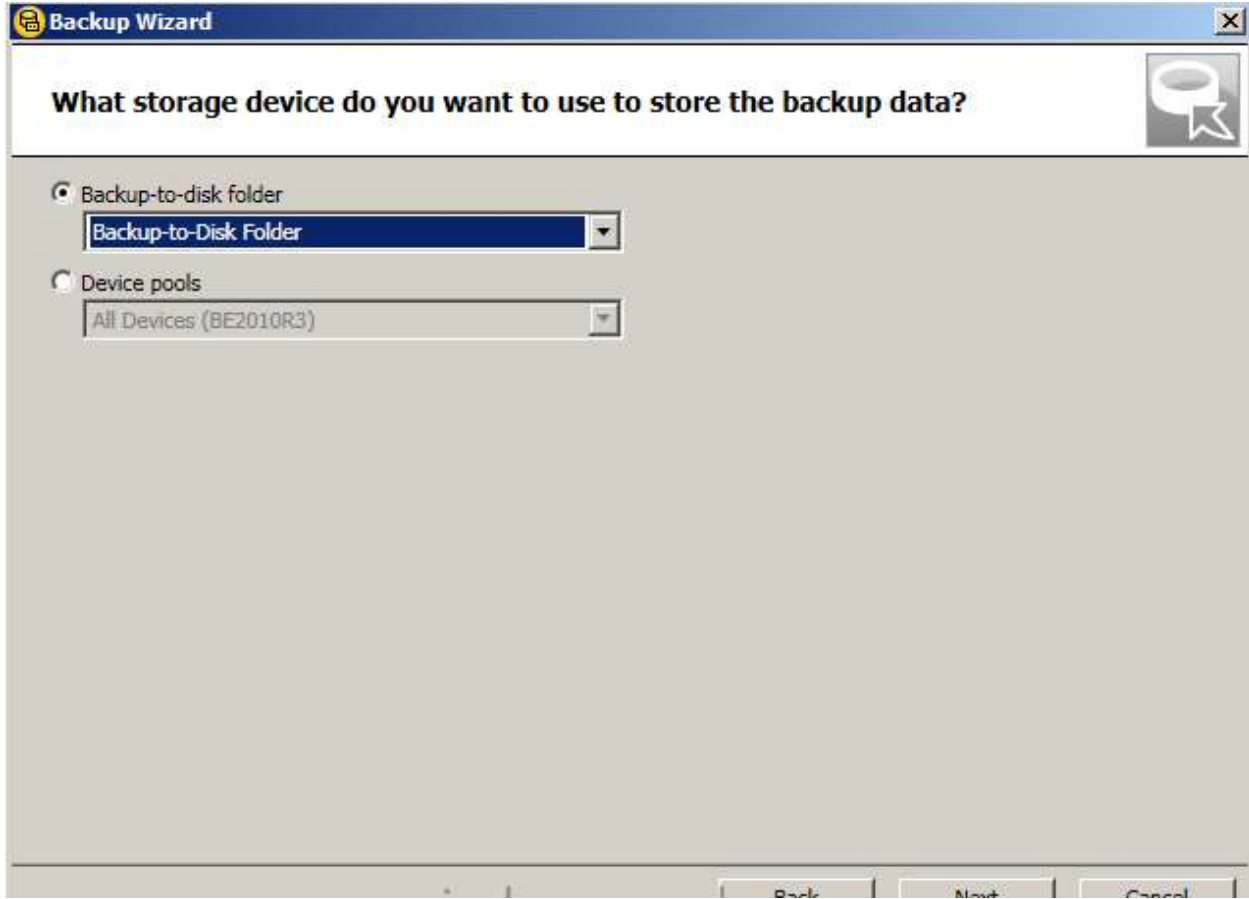 Backup Wizard
What storage device do you want to use to store the backup data?
Backup-to-disk folder
Backup-to-Disk Folder
Device pools
All Devices (BE2010R3)
Back Next Cancel